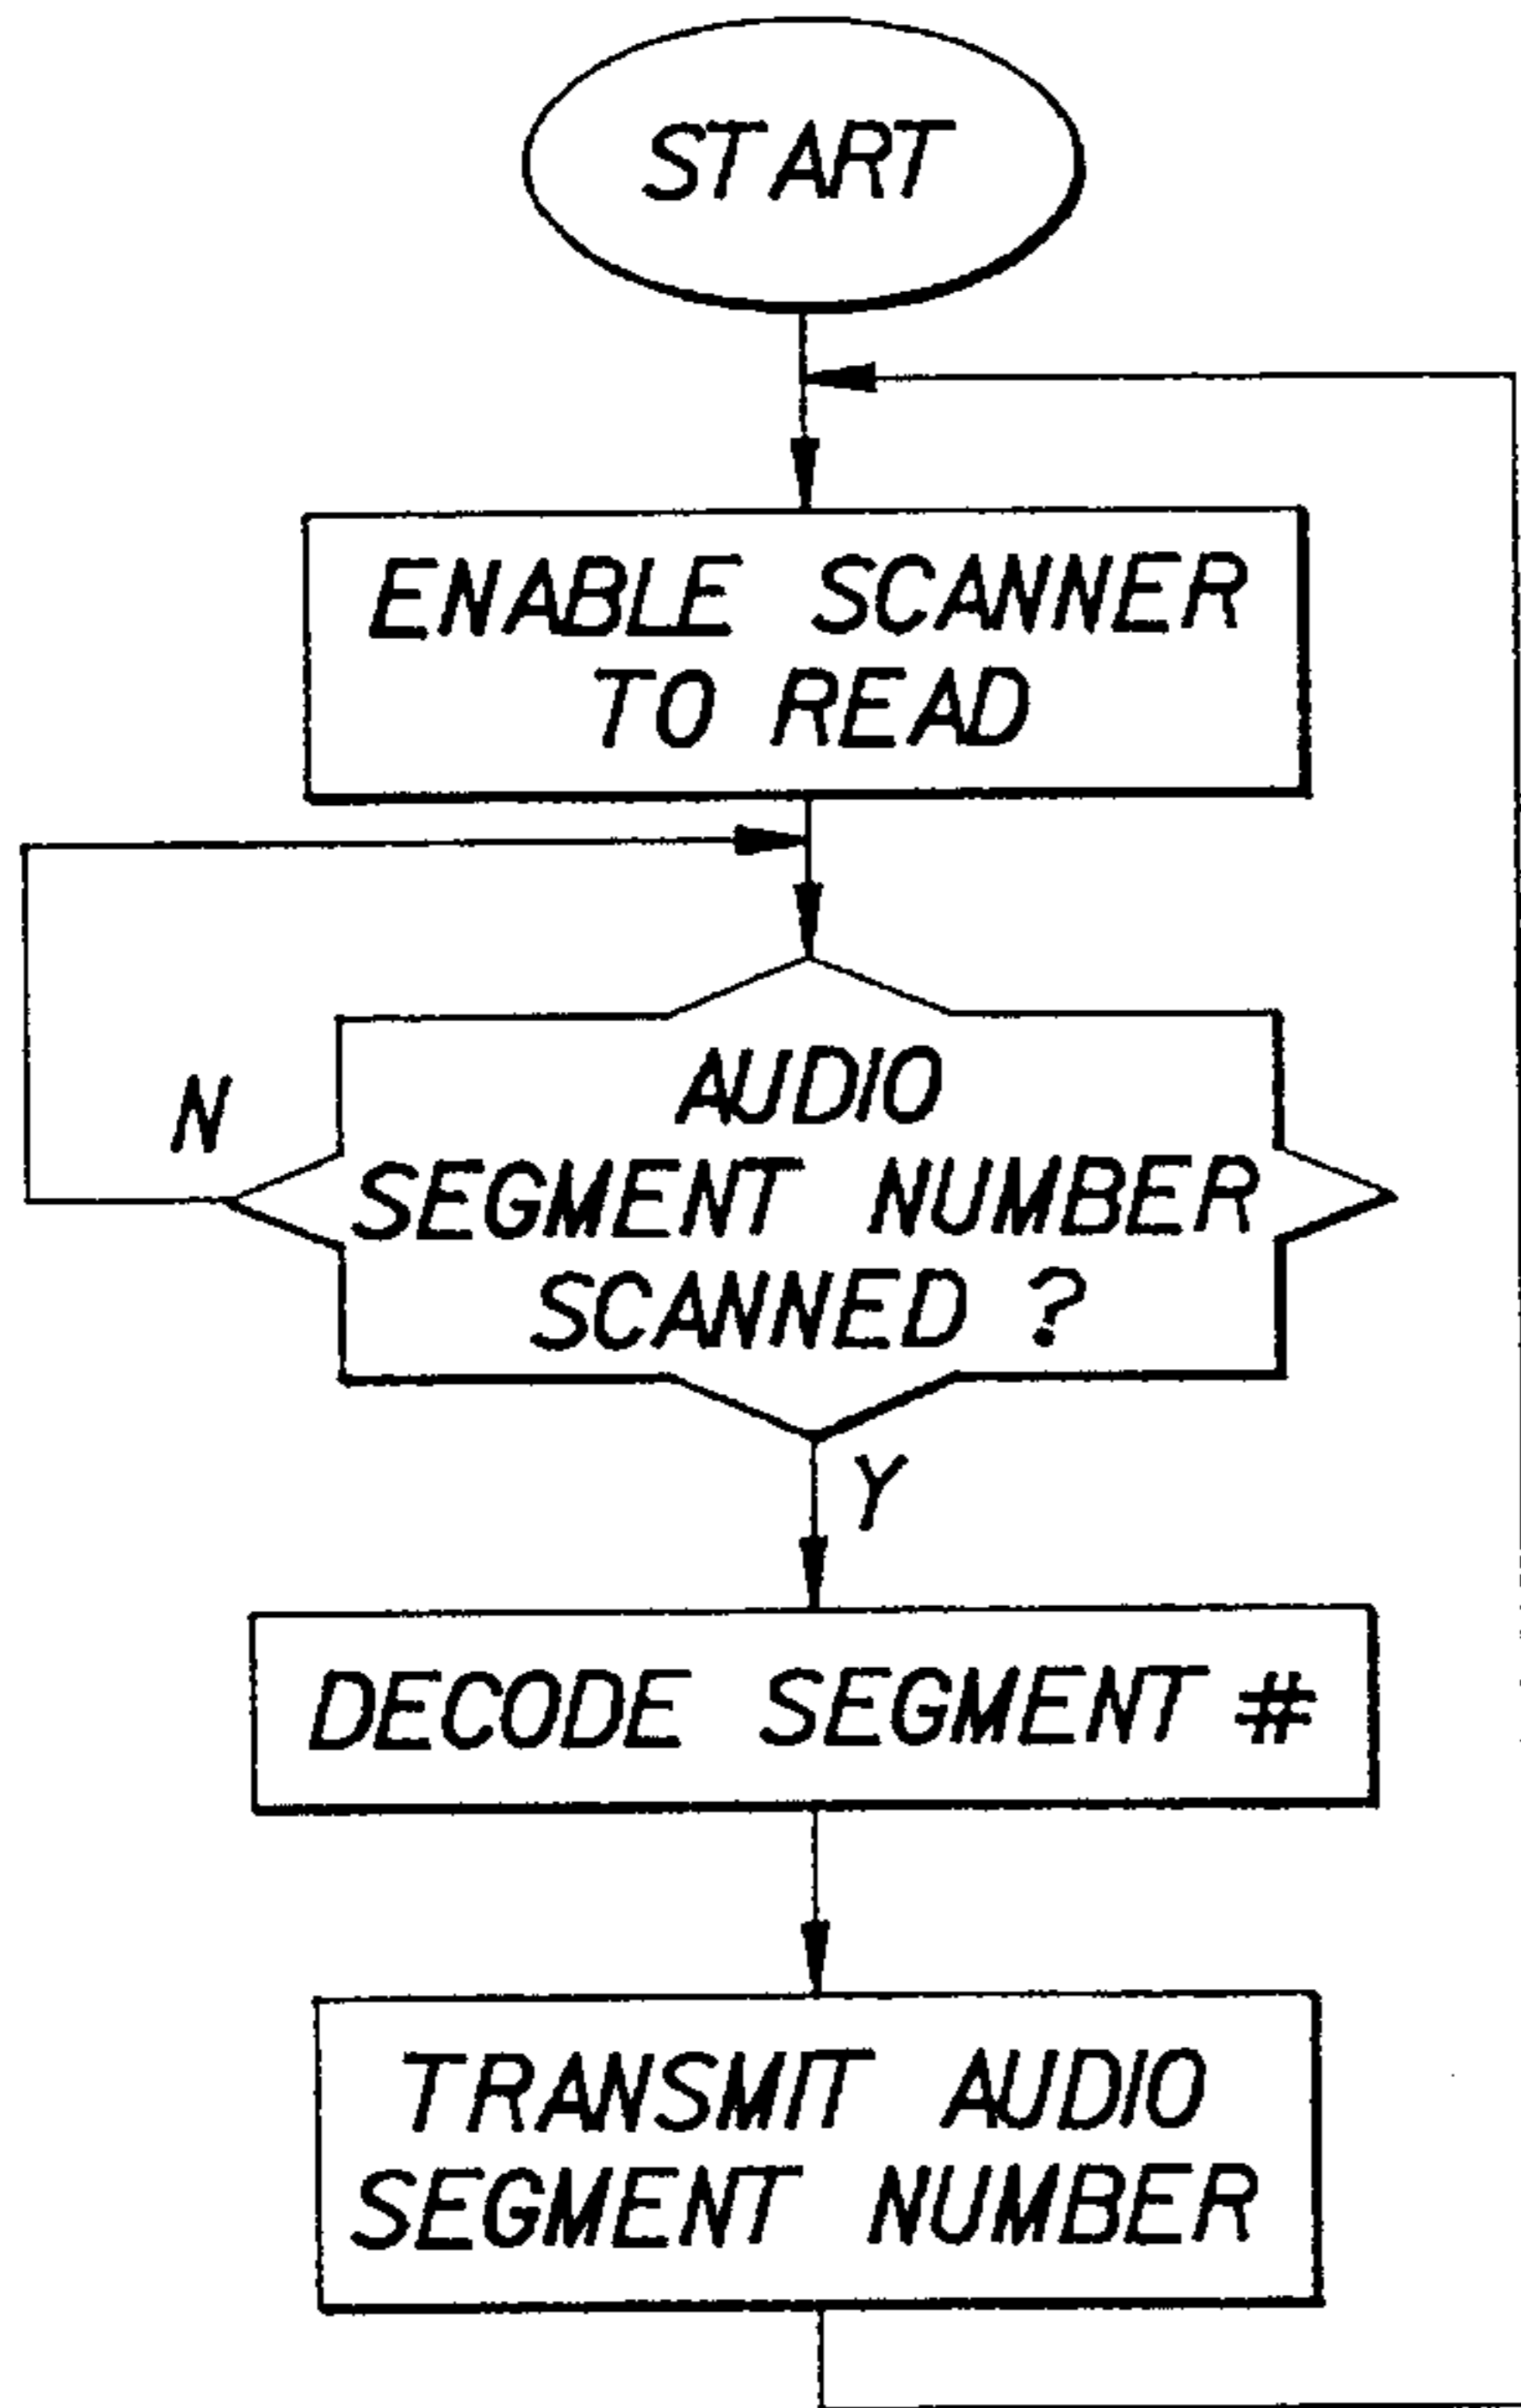 START
ENABLE SCANNER
TO READ
N
AUDIO
SEGMENT NUMBER
SCANNED ?
Y
DECODE SEGMENT #
TRANSMIT AUDIO
SEGMENT NUMBER